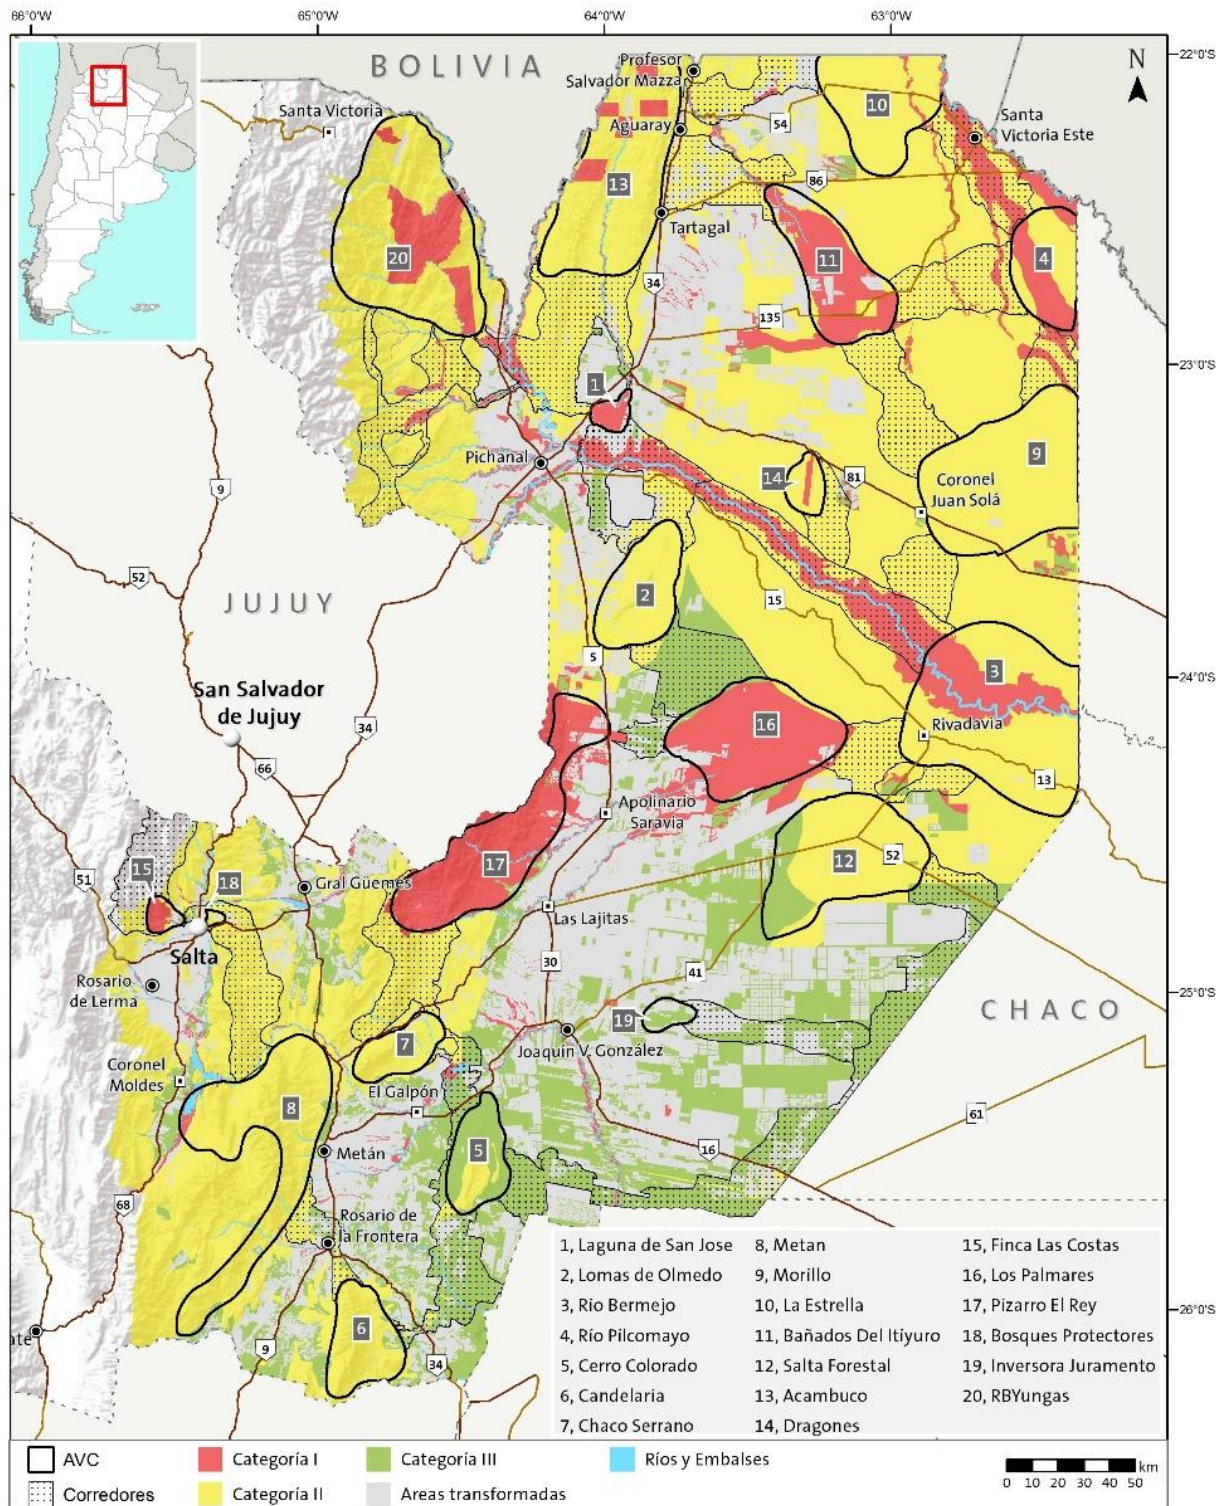 66°0'W 65°0'W 64°0'W 63°0'W
BOLIVIA
Profesor
Salvador Mazza
N
22°0'S
10
Santa Victoria
54
Santa
Victoria Este
Aguaray
13
86
Tartagal
20
11
4
34
135
23°0'S
1
9
Pichanal
14
81
Coronel
Juan Solá
9
52
2
15
JUJUY
5
3
24°0'S
San Salvador
de Jujuy
34
16
Rivadavia
66
13
Apolinario
Saravia
17
12
52
51
15
18
Gral Güemes
Las Lajitas
Salta
30
41
Rosario
de Lerma
25°0'S
19
CHACO
7
Joaquín V. González
Coronel
Moldes
El Galpón
8
61
5
16
Metán
68
Rosario de
la Frontera
26°0'S
ate
6
9
34
1, Laguna de San Jose 8, Metan 15, Finca Las Costas
2, Lomas de Olmedo 9, Morillo 16, Los Palmares
3, Rio Bermejo 10, La Estrella 17, Pizarro El Rey
4, Río Pilcomayo 11, Bañados Del Itiyuro 18, Bosques Protectores
5, Cerro Colorado 12, Salta Forestal 19, Inversora Juramento
6, Candelaria 13, Acambuco 20, RBYungas
7, Chaco Serrano 14, Dragones
AVC Categoría I Categoría III Ríos y Embalses
Corredores Categoría II Areas transformadas
km
0 10 20 30 40 50